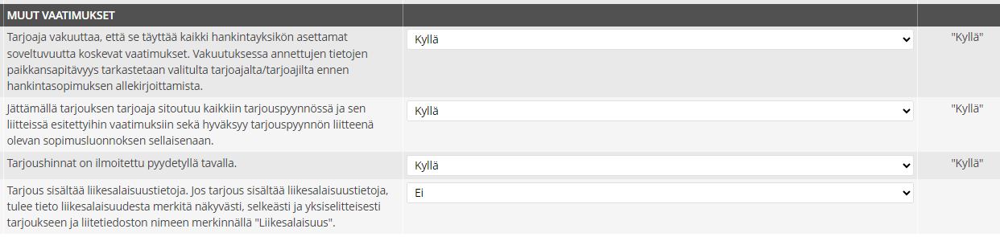 MUUT VAATIMUKSET
Tarjoaja vakuuttaa, että se täyttää kaikki hankintayksikön asettamat
soveltuvuutta koskevat vaatimukset. Vakuutuksessa annettujen tietojen
paikkansapitävyys tarkastetaan valitulta tarjoajalta/tarjoajilta ennen
hankintasopimuksen allekirjoittamista.
Kyllä
"Kyllä"
Jättämällä tarjouksen tarjoaja sitoutuu kaikkiin tarjouspyynnössä ja sen
liitteissä esitettyihin vaatimuksiin sekä hyväksyy tarjouspyynnön liitteenä
olevan sopimusluonnoksen sellaisenaan.
Kyllä
"Kyllä"
Tarjoushinnat on ilmoitettu pyydetyllä tavalla.
Kyllä
"Kyllä"
Tarjous sisältää liikesalaisuustietoja. Jos tarjous sisältää liikesalaisuustietoja,
tulee tieto liikesalaisuudesta merkitä näkyvästi, selkeästi ja yksiselitteisesti
tarjoukseen ja liitetiedoston nimeen merkinnällä "Liikesalaisuus".
Ei